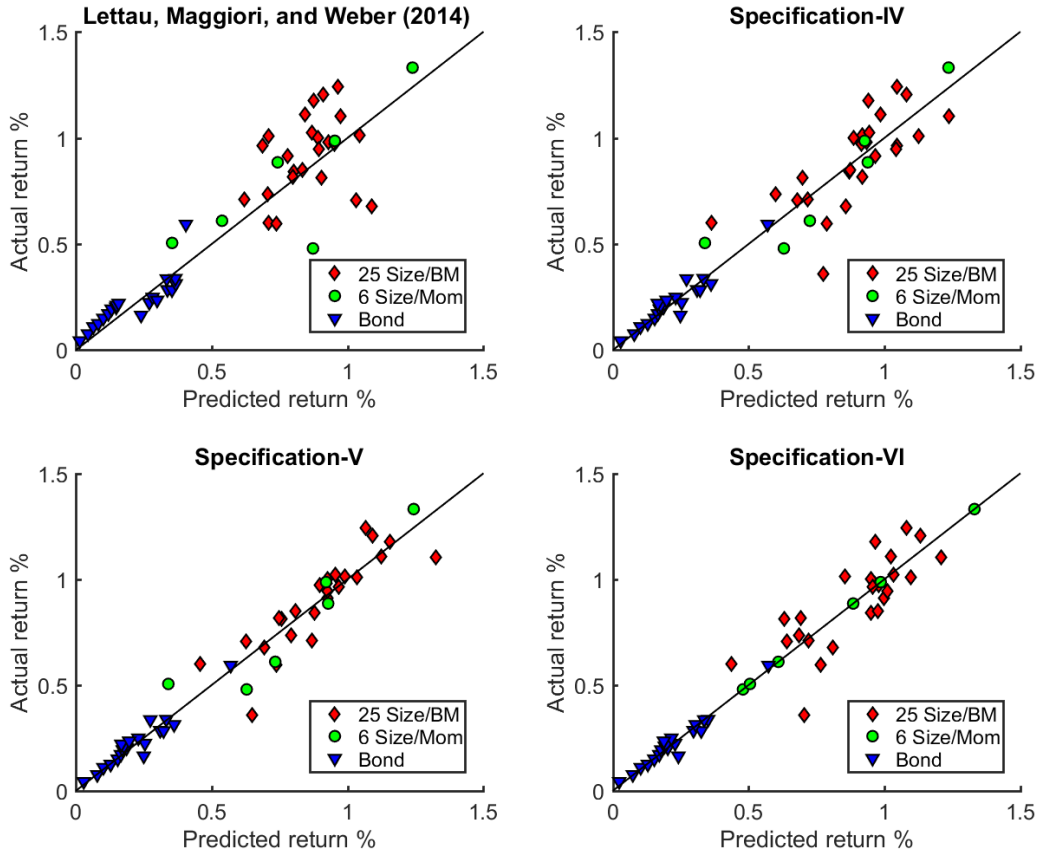 Lettau, Maggiori, and Weber (2014)
1.5
1
0.5
0
0.5
1
1.5
Actual return %
Predicted return %
25 Size/BM
6 Size/Mom
Bond
Specification-IV
1.5
1
0.5
0
0.5
1
1.5
Actual return %
Predicted return %
25 Size/BM
6 Size/Mom
Bond
Specification-V
1.5
1
0.5
0
0.5
1
1.5
Actual return %
Predicted return %
25 Size/BM
6 Size/Mom
Bond
Specification-VI
1.5
1
0.5
0
0.5
1
1.5
Actual return %
Predicted return %
25 Size/BM
6 Size/Mom
Bond